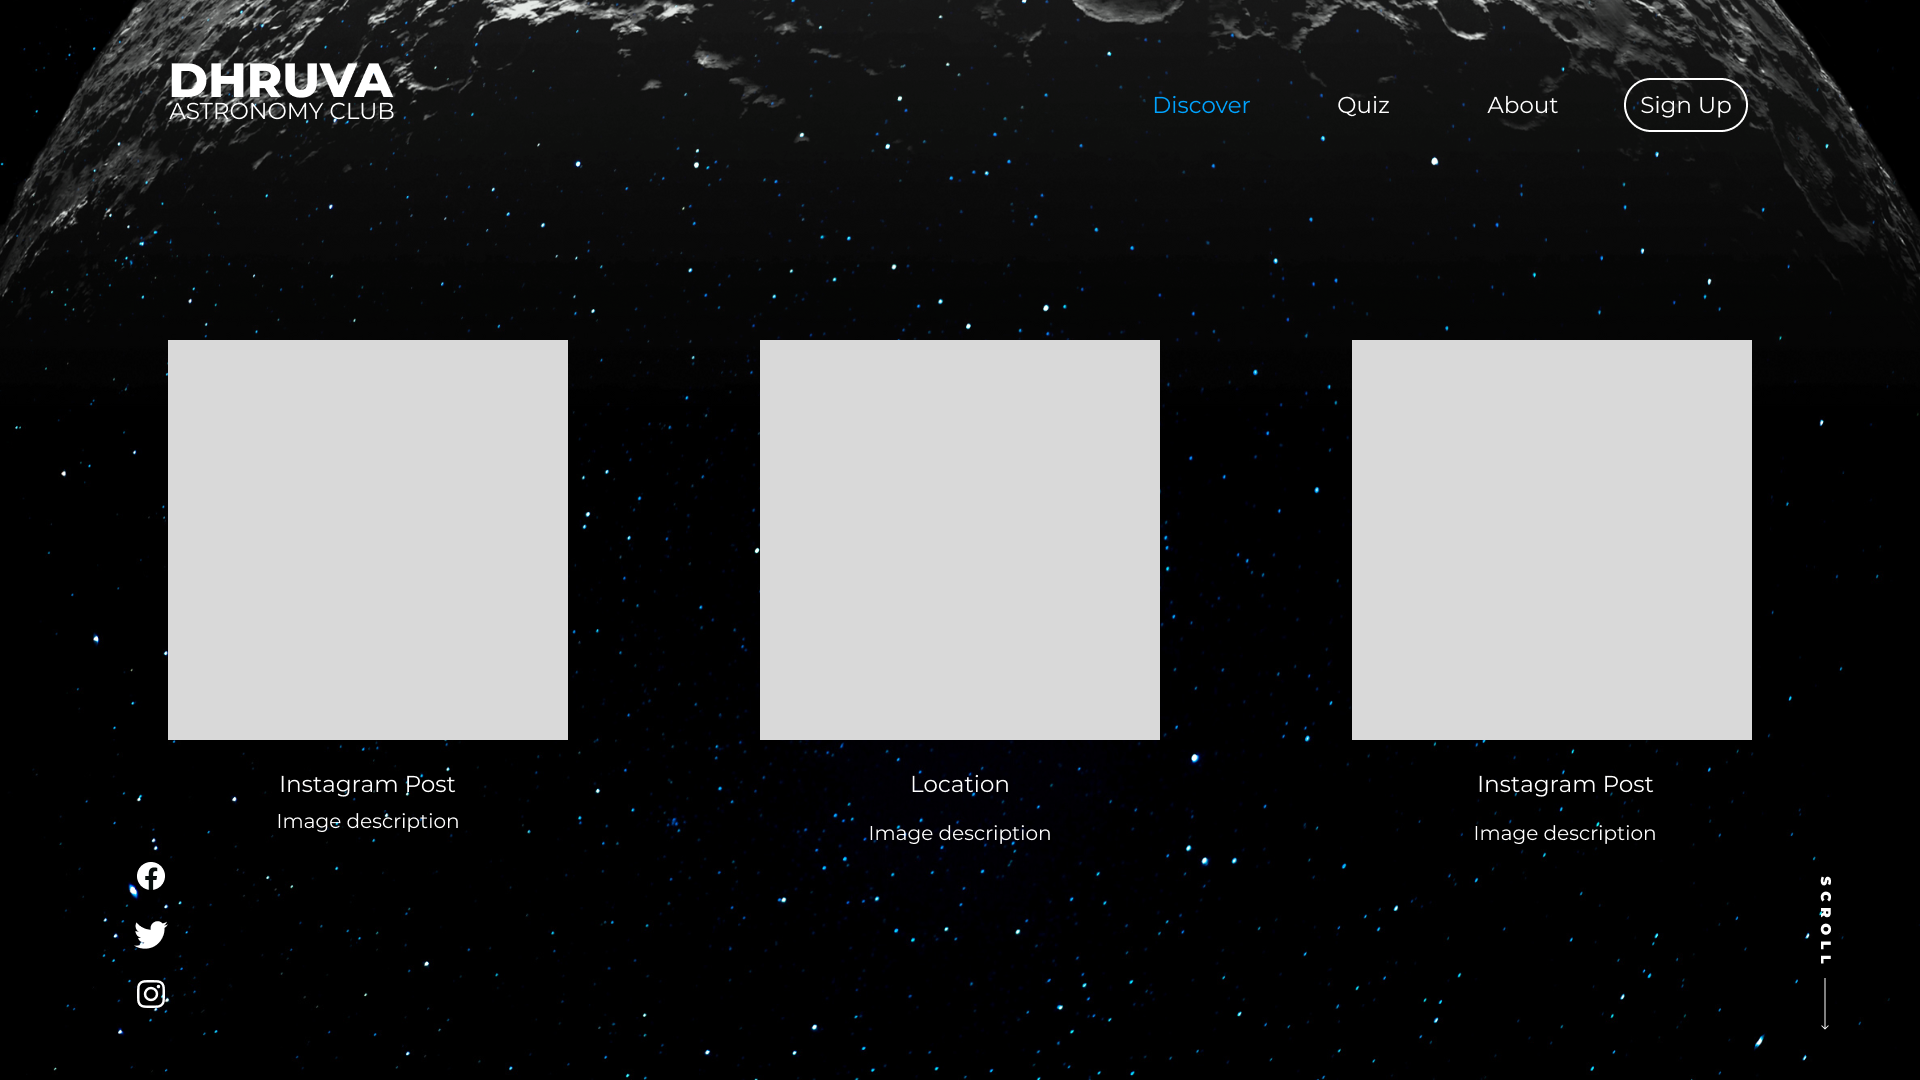 DHRUVA
ASTRONOMY CLUB
Discover
Quiz
About
Sign Up
Instagram Post
Image description
Location
Image description
Instagram Post
Image description
SCROLL